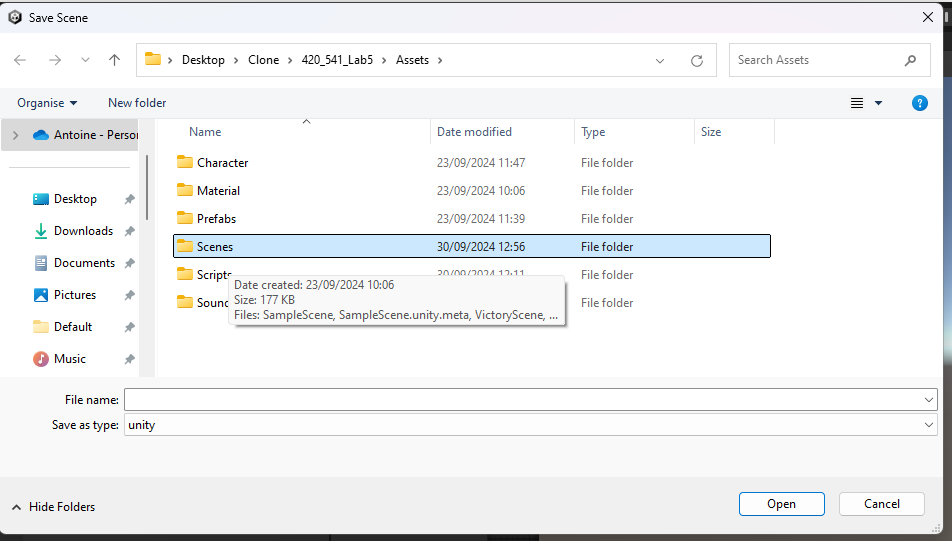 Save Scene
Desktop > Clone > 420_541_Lab5 > Assets >
Search Assets
Organise New folder
?
Antoine - Person
Desktop
Downloads
Documents
Pictures
Default
Music
Name Date modified Type Size
Character 23/09/2024 11:47 File folder
Material 23/09/2024 10:06 File folder
Prefabs 23/09/2024 11:39 File folder
Scenes 30/09/2024 12:56 File folder
Scripts 30/09/2024 12:11 File folder
Soun File folder
Date created: 23/09/2024 10:06
Size: 177 KB
Files: SampleScene, SampleScene.unity.meta, VictoryScene, ...
File name:
Save as type: unity
Hide Folders
Open Cancel